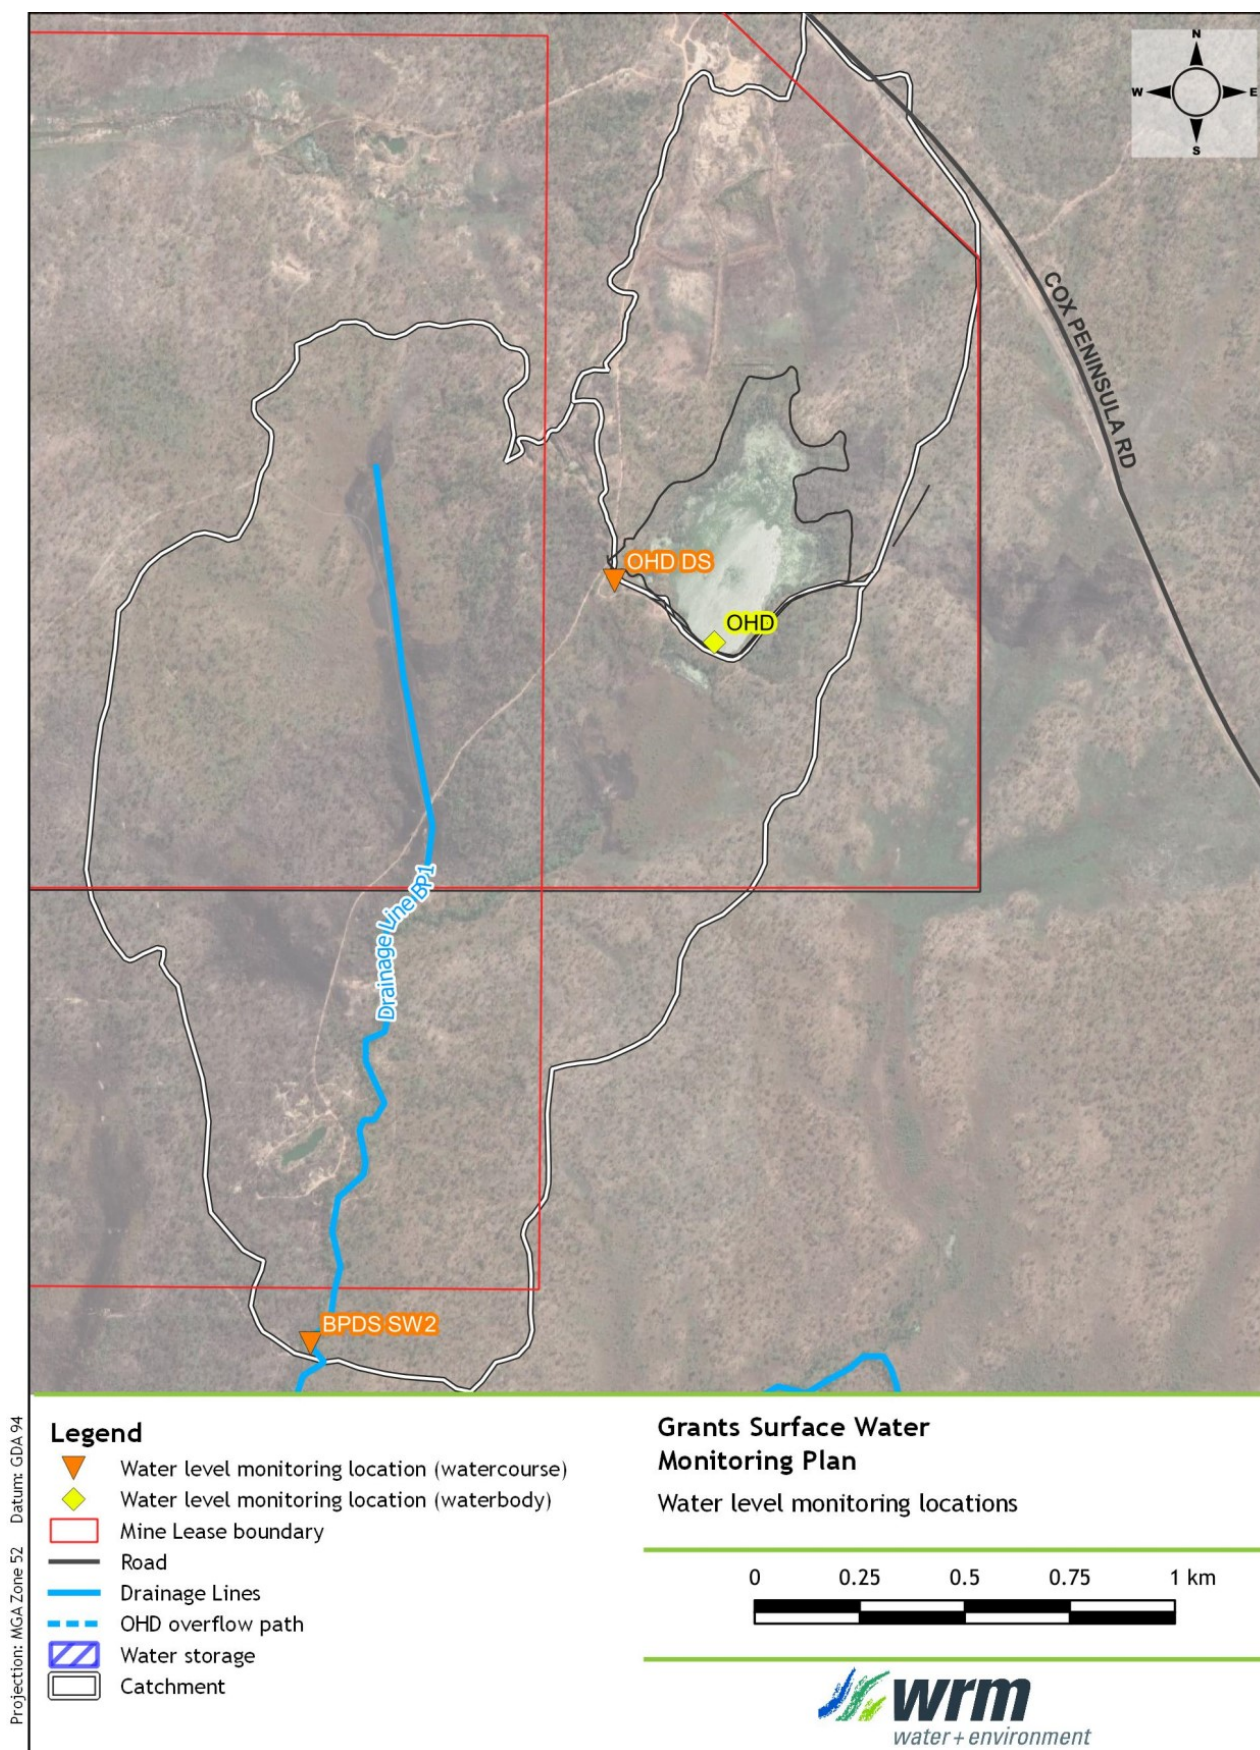 N
W E
S
COX PENINSULA RD
OHD DS
OHD
Drainage Line BP1
BPDS SW2
Legend
Water level monitoring location (watercourse)
Water level monitoring location (waterbody)
Mine Lease boundary
Road
Drainage Lines
OHD overflow path
Water storage
Catchment
Projection: MGA Zone 52 Datum: GDA 94
Grants Surface Water
Monitoring Plan
Water level monitoring locations
0 0.25 0.5 0.75 1 km
wrm
water + environment